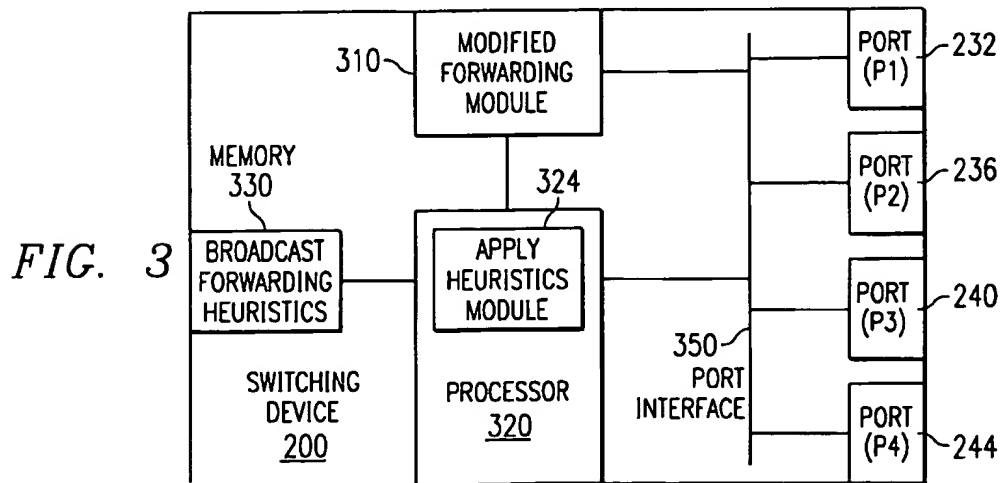 FIG. 3
310
MODIFIED
FORWARDING
MODULE
PORT
(P1)
232
MEMORY
330
BROADCAST
FORWARDING
HEURISTICS
324
APPLY
HEURISTICS
MODULE
PORT
(P2)
236
PORT
(P3)
240
350
PORT
INTERFACE
SWITCHING
DEVICE
200
PROCESSOR
320
PORT
(P4)
244